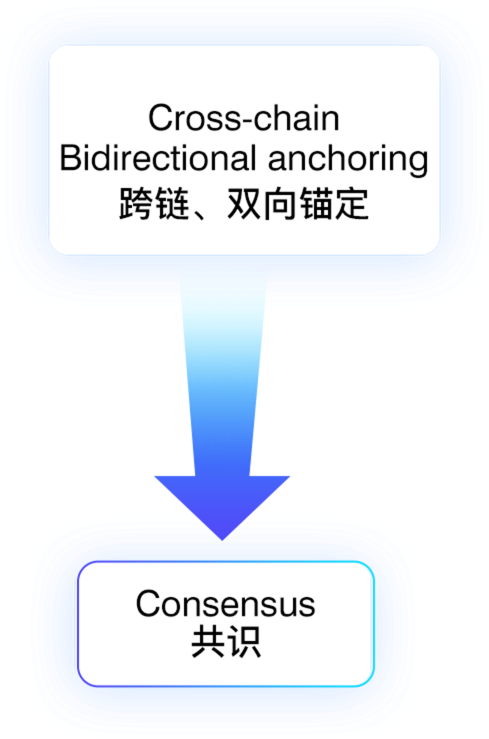 Cross-chain
Bidirectional anchoring
跨链、双向锚定
Consensus
共识